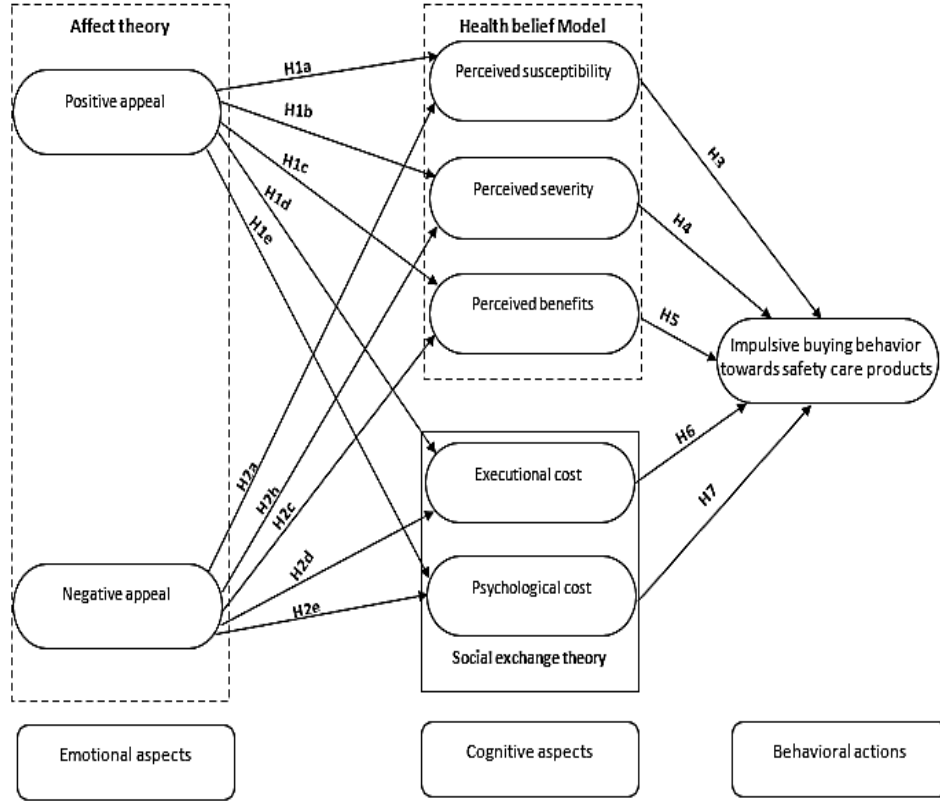 Affect theory
Positive appeal
Negative appeal
H1a
H1b
H1c
H1d
H1e
H2a
H2b
H2c
H2d
H2e
Health belief Model
Perceived susceptibility
Perceived severity
Perceived benefits
Executional cost
Psychological cost
Social exchange theory
H3
H4
H5
H6
H7
Impulsive buying behavior
towards safety care products
Emotional aspects
Cognitive aspects
Behavioral actions